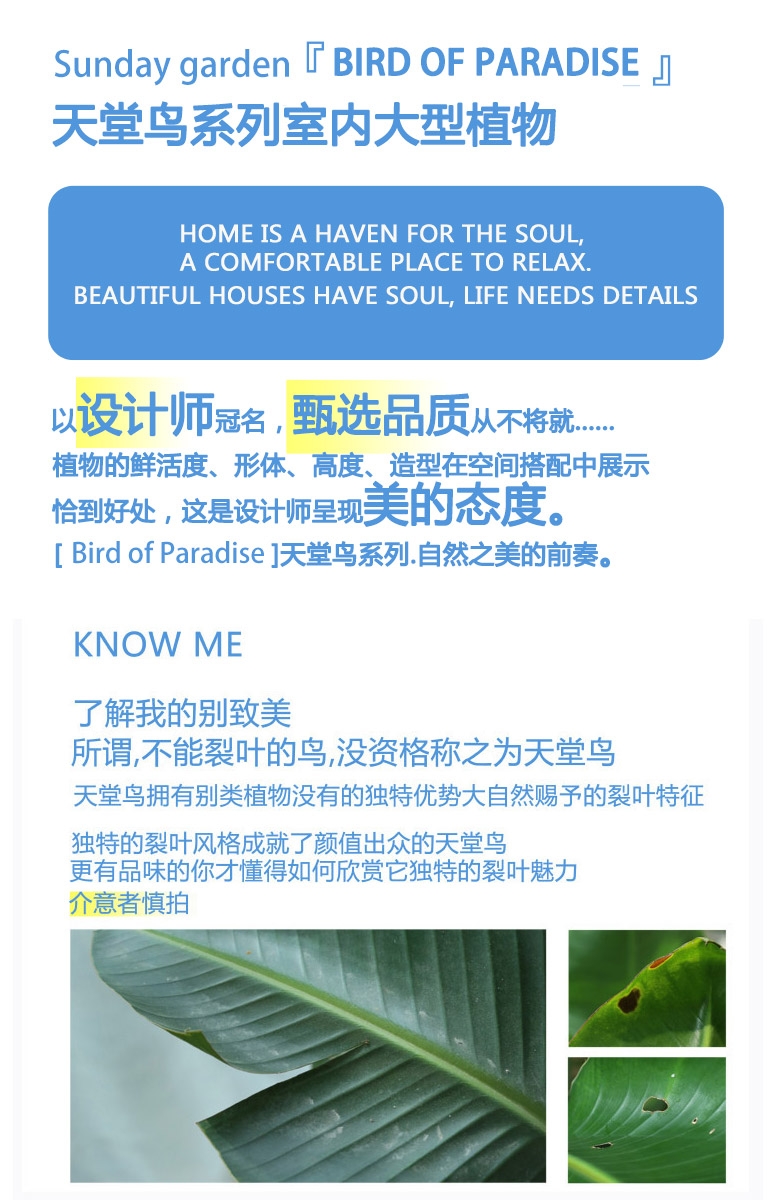 Sunday garden『 BIRD OF PARADISE 』
天堂鸟系列室内大型植物
HOME IS A HAVEN FOR THE SOUL,
A COMFORTABLE PLACE TO RELAX.
BEAUTIFUL HOUSES HAVE SOUL, LIFE NEEDS DETAILS
以设计师冠名，甄选品质从不将就......
植物的鲜活度、形体、高度、造型在空间搭配中展示
恰到好处，这是设计师呈现美的态度。
[ Bird of Paradise ]天堂鸟系列.自然之美的前奏。
KNOW ME
了解我的别致美
所谓,不能裂叶的鸟,没资格称之为天堂鸟
天堂鸟拥有别类植物没有的独特优势大自然赐予的裂叶特征
独特的裂叶风格成就了颜值出众的天堂鸟
更有品味的你才懂得如何欣赏它独特的裂叶魅力
介意者慎拍